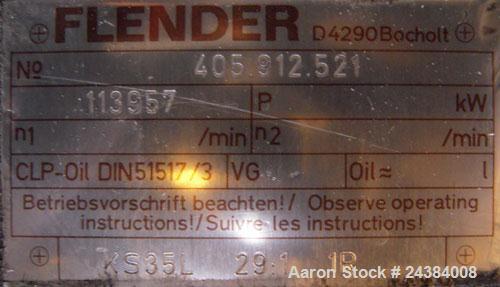 FLENDER D4290Bocholt
No 405 912.521
113957 P kW
n1 /min n2 /min
CLP-Oil DIN51517/3 VG Oil≈ l
Betriebsvorschrift beachten!/ Observe operating
instructions!/Suivre les instructions!
KS35L 29:1 1R
Aaron Stock # 24384008